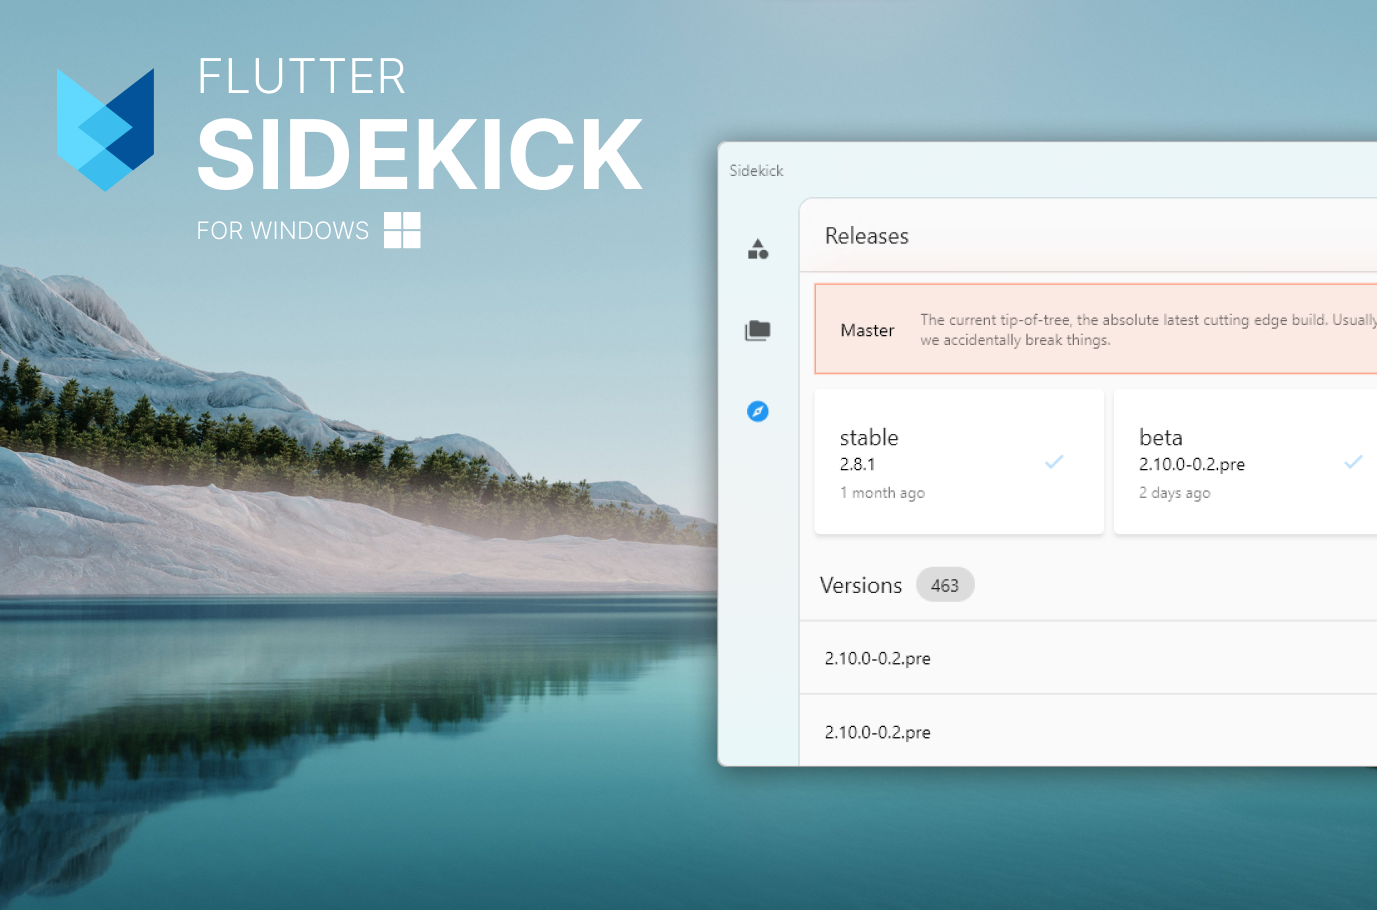 FLUTTER
SIDEKICK
FOR WINDOWS
Sidekick
Releases
Master
The current tip-of-tree, the absolute latest cutting edge build. Usually
we accidentally break things.
stable
2.8.1
1 month ago
beta
2.10.0-0.2.pre
2 days ago
Versions 463
2.10.0-0.2.pre
2.10.0-0.2.pre